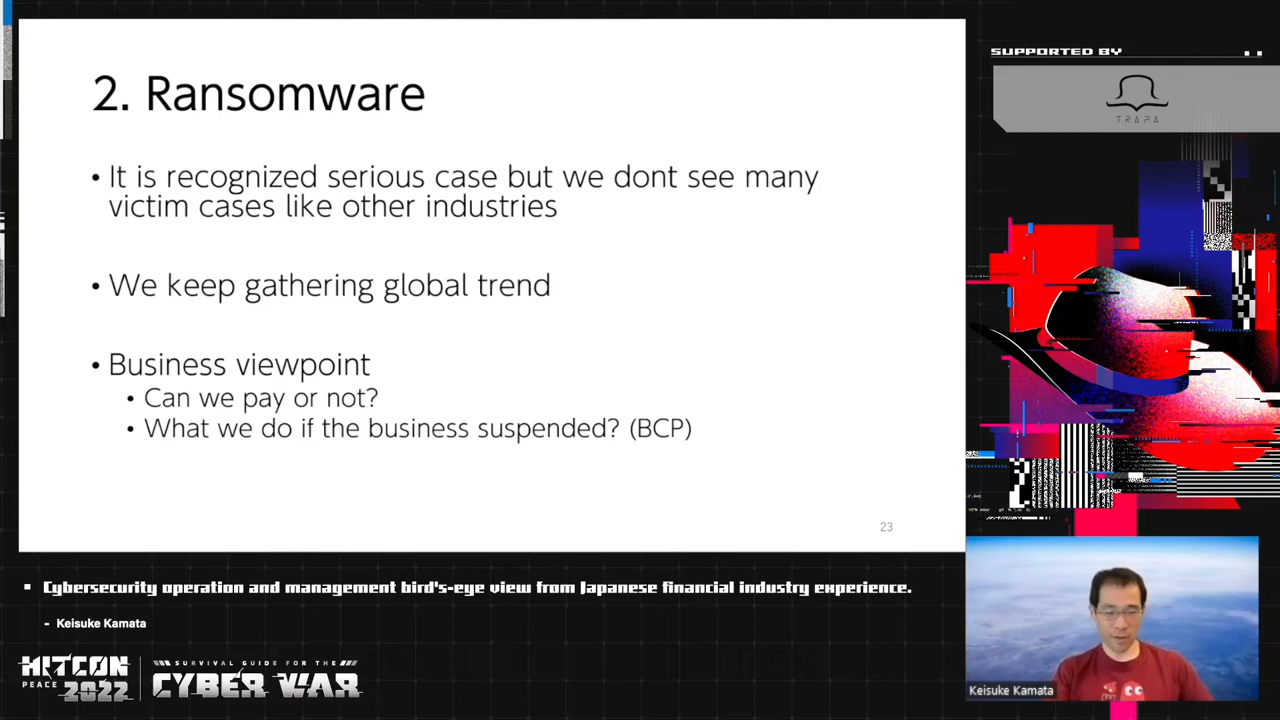 SUPPORTED BY
TRAPA
2. Ransomware
• It is recognized serious case but we dont see many
victim cases like other industries
• We keep gathering global trend
• Business viewpoint
• Can we pay or not?
• What we do if the business suspended? (BCP)
23
Cybersecurity operation and management bird's-eye view from Japanese financial industry experience.
- Keisuke Kamata
HITCON
PEACE 2022
SURVIVAL GUIDE FOR THE
CYBER WAR
Keisuke Kamata